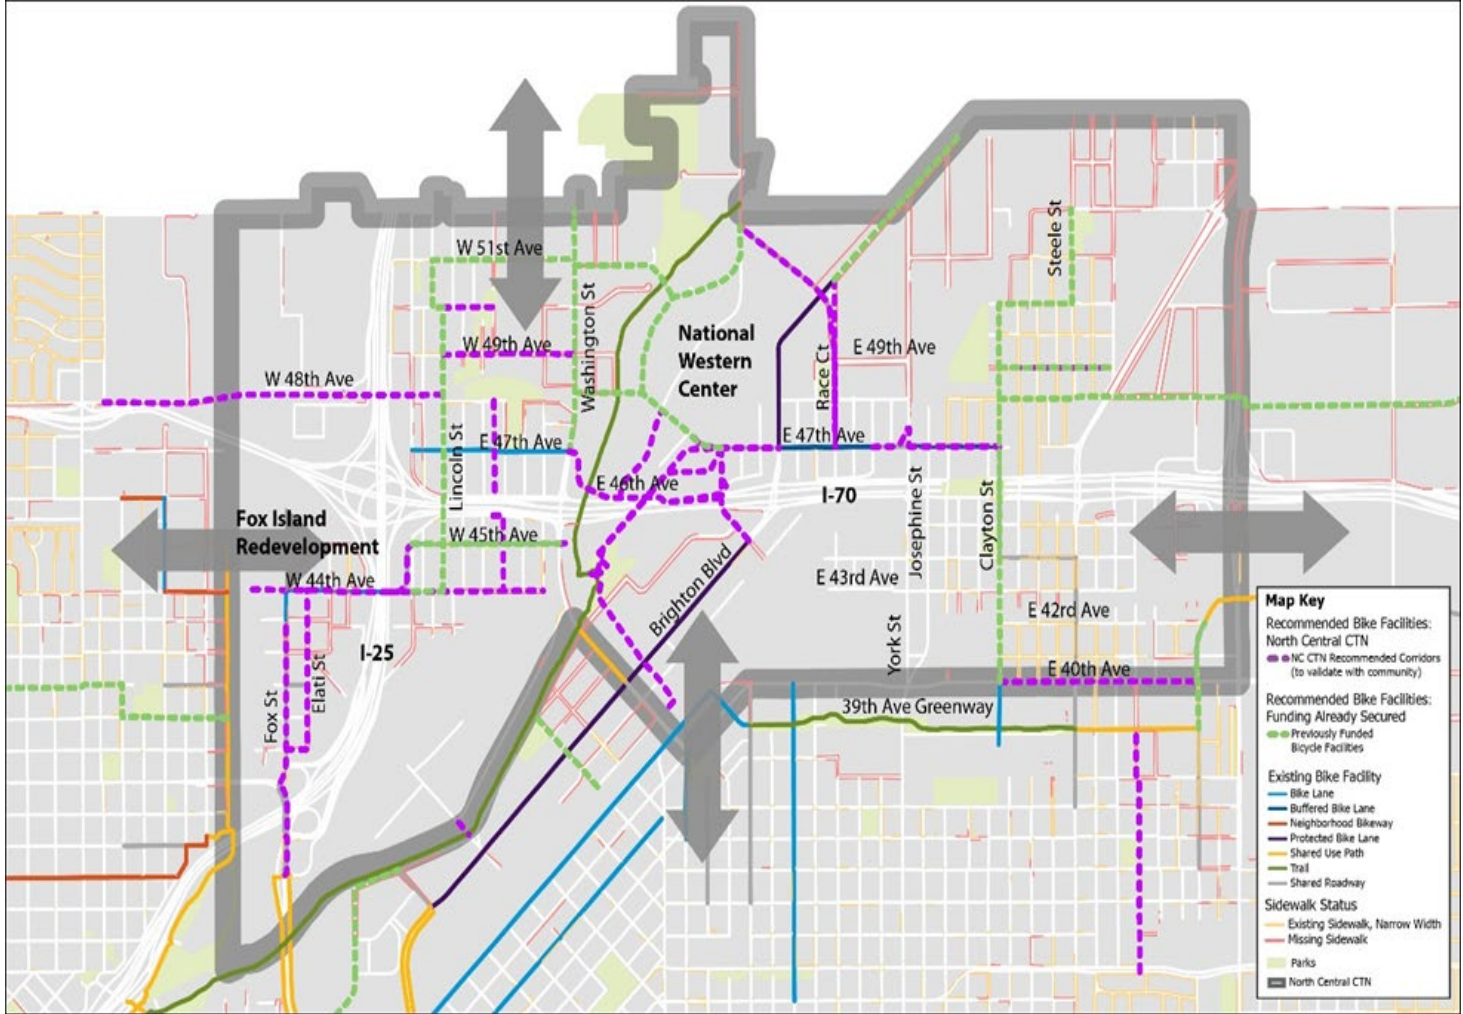 W 51st Ave
Steele St
Washington St
National
Western
Center
W 49th Ave
E 49th Ave
Race Ct
W 48th Ave
E 47th Ave
E 47th Ave
Lincoln St
E 46th Ave
I-70
Josephine St
Clayton St
Fox Island
Redevelopment
W 45th Ave
W 44th Ave
Brighton Blvd
E 43rd Ave
E 42rd Ave
York St
I-25
Elati St
Fox St
E 40th Ave
39th Ave Greenway
Map Key
Recommended Bike Facilities:
North Central CTN
NC CTN Recommended Corridors
(to validate with community)
Recommended Bike Facilities:
Funding Already Secured
Previously Funded
Bicycle Facilities
Existing Bike Facility
Bike Lane
Buffered Bike Lane
Neighborhood Bikeway
Protected Bike Lane
Shared Use Path
Trail
Shared Roadway
Sidewalk Status
Existing Sidewalk, Narrow Width
Missing Sidewalk
Parks
North Central CTN